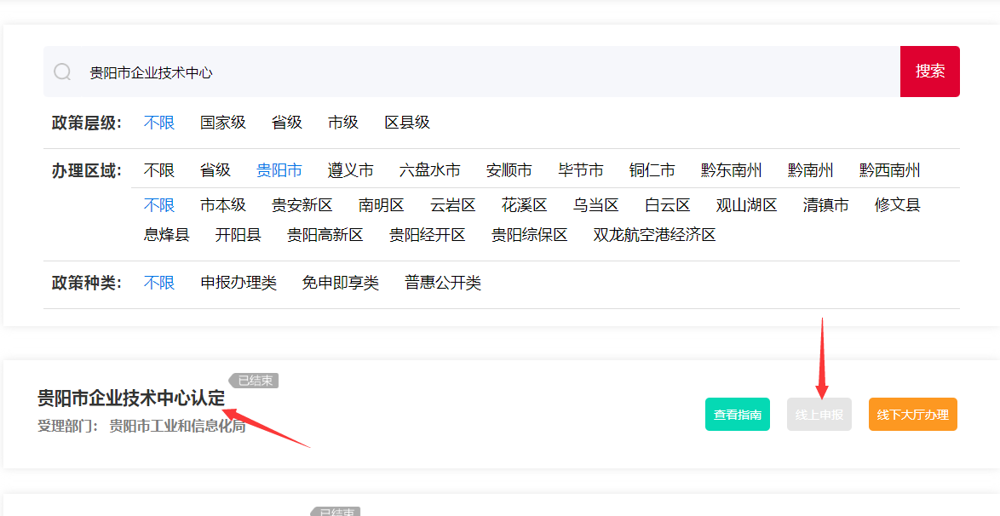 贵阳市企业技术中心 搜索
政策层级: 不限 国家级 省级 市级 区县级
办理区域: 不限 省级 贵阳市 遵义市 六盘水市 安顺市 毕节市 铜仁市 黔东南州 黔南州 黔西南州
不限 市本级 贵安新区 南明区 云岩区 花溪区 乌当区 白云区 观山湖区 清镇市 修文县
息烽县 开阳县 贵阳高新区 贵阳经开区 贵阳综保区 双龙航空港经济区
政策种类: 不限 申报办理类 免申即享类 普惠公开类
已结束
贵阳市企业技术中心认定
受理部门: 贵阳市工业和信息化局
查看指南 线上申报 线下大厅办理
已结束